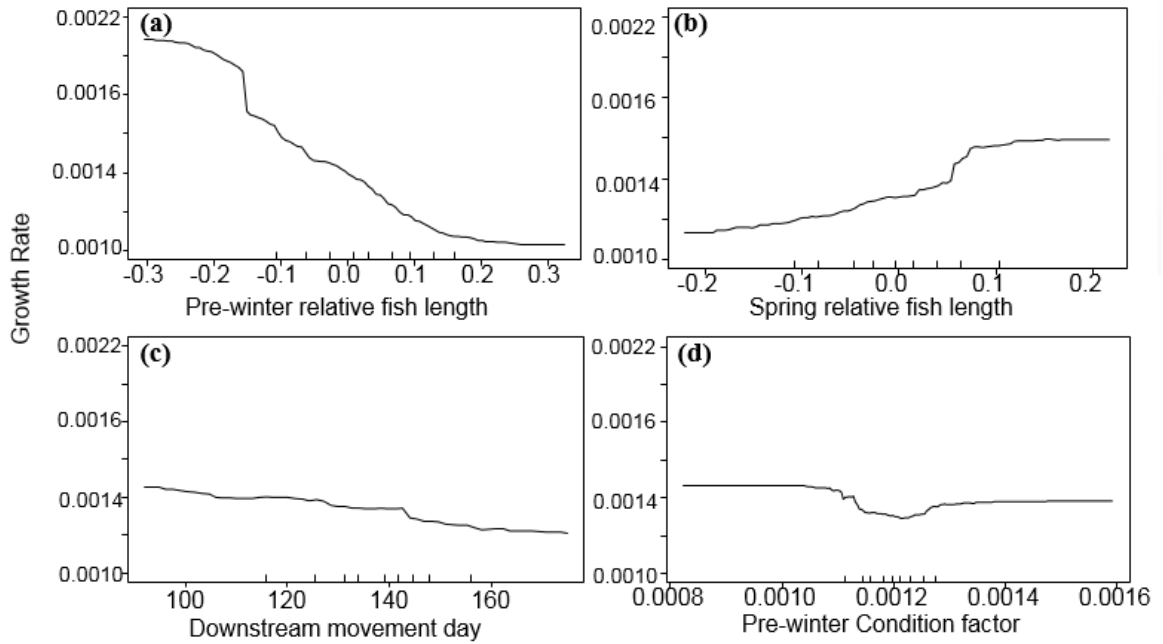 (a)
0.0022
0.0016
0.0014
0.0010
-0.3 -0.2 -0.1 0.0 0.1 0.2 0.3
Pre-winter relative fish length
(b)
0.0022
0.0016
0.0014
0.0010
-0.2 -0.1 0.0 0.1 0.2
Spring relative fish length
Growth Rate
(c)
0.0022
0.0016
0.0014
0.0010
100 120 140 160
Downstream movement day
(d)
0.0022
0.0016
0.0014
0.0010
0.0008 0.0010 0.0012 0.0014 0.0016
Pre-winter Condition factor